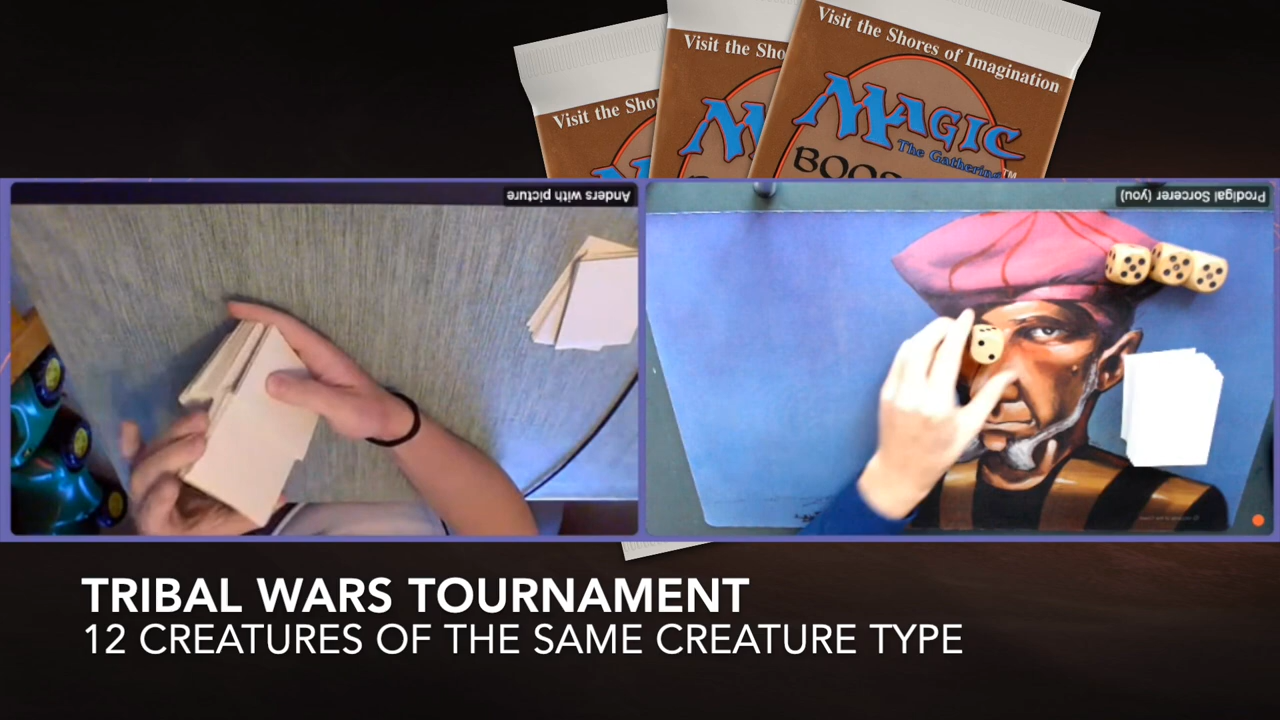 Visit the Shores of Imagination
Visit the Sho
Visit the Sho
MAGIC
The Gathering™
M
BOOS
Anders with picture
Prodigal Sorcerer (you)
TRIBAL WARS TOURNAMENT
12 CREATURES OF THE SAME CREATURE TYPE